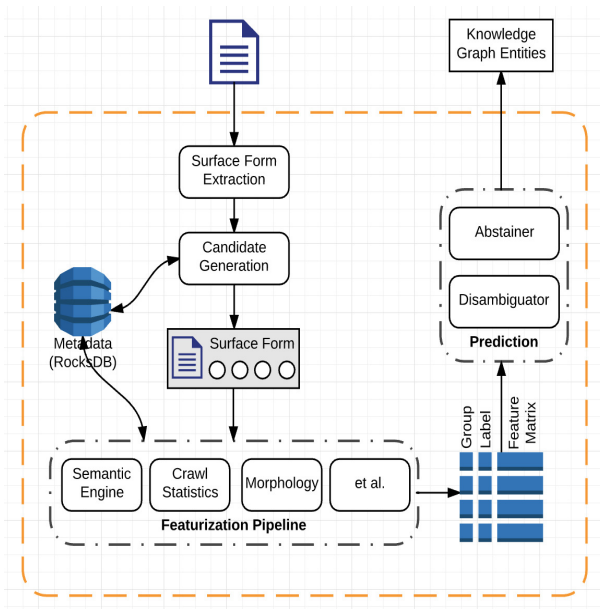 Knowledge
Graph Entities
Surface Form
Extraction
Candidate
Generation
Abstainer
Disambiguator
Prediction
Metadata
(RocksDB)
Surface Form
Group
Label
Feature
Matrix
Semantic
Engine
Crawl
Statistics
Morphology
et al.
Featurization Pipeline